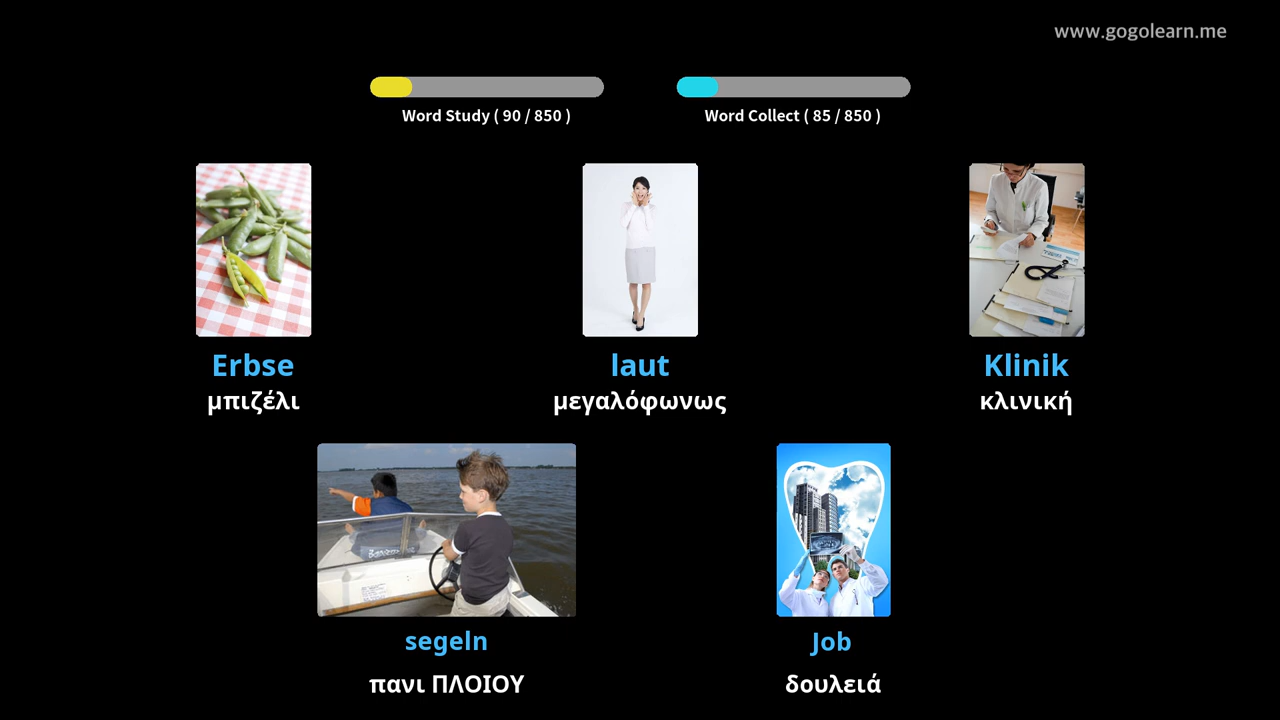 www.gogolearn.me
Word Study ( 90 / 850 )
Word Collect ( 85 / 850 )
Erbse
μπιζέλι
laut
μεγαλόφωνως
Klinik
κλινική
segeln
πανι ΠΛΟΙΟΥ
Job
δουλειά